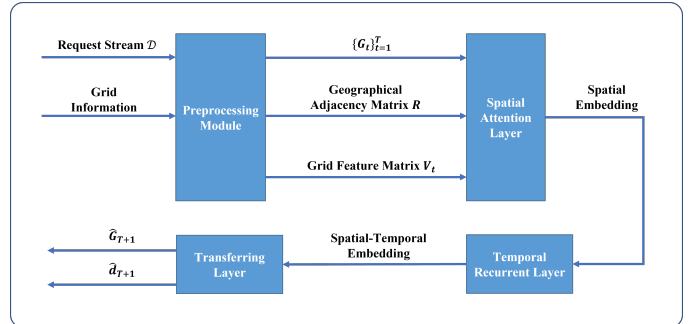 Request Stream 𝒟
Grid
Information
Preprocessing
Module
{G_t}_{t=1}^T
Geographical
Adjacency Matrix R
Grid Feature Matrix V_t
Spatial
Attention
Layer
Spatial
Embedding
Ĝ_{T+1}
d̂_{T+1}
Transferring
Layer
Spatial-Temporal
Embedding
Temporal
Recurrent Layer